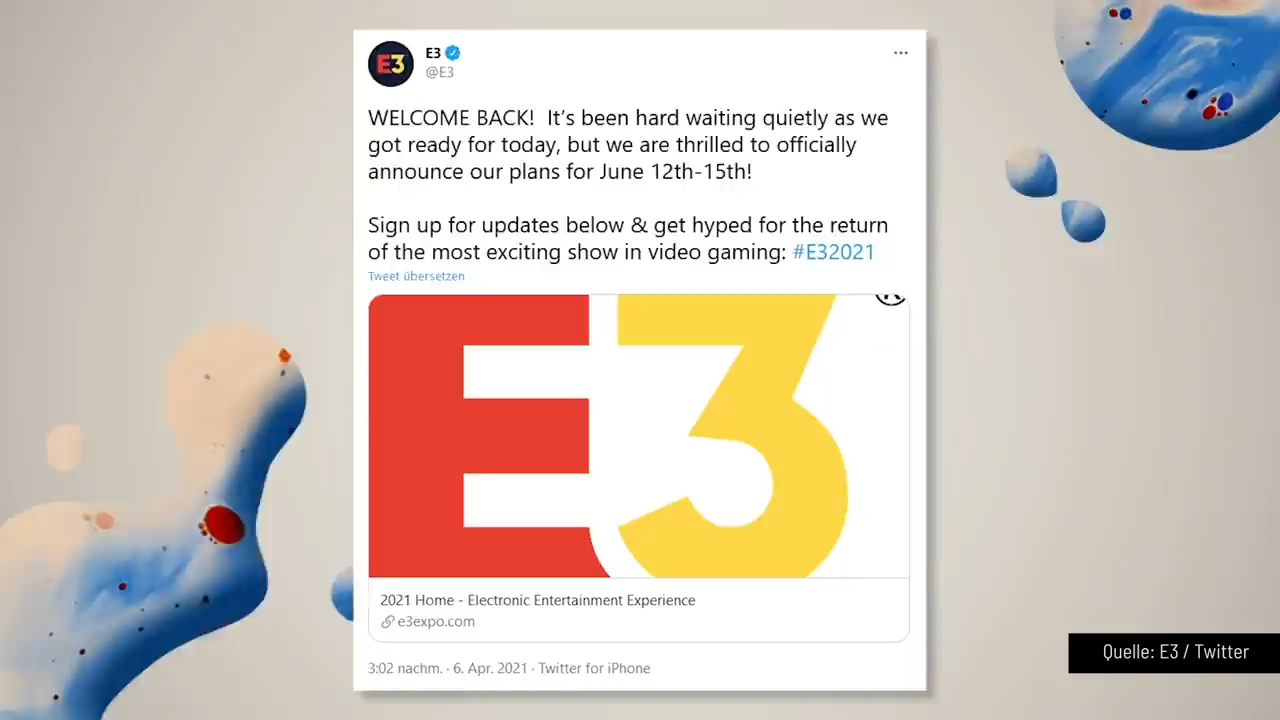 E3
E3
@E3
WELCOME BACK!  It's been hard waiting quietly as we
got ready for today, but we are thrilled to officially
announce our plans for June 12th-15th!
Sign up for updates below & get hyped for the return
of the most exciting show in video gaming: #E32021
Tweet übersetzen
E3
2021 Home - Electronic Entertainment Experience
e3expo.com
3:02 nachm. · 6. Apr. 2021 · Twitter for iPhone
Quelle: E3 / Twitter